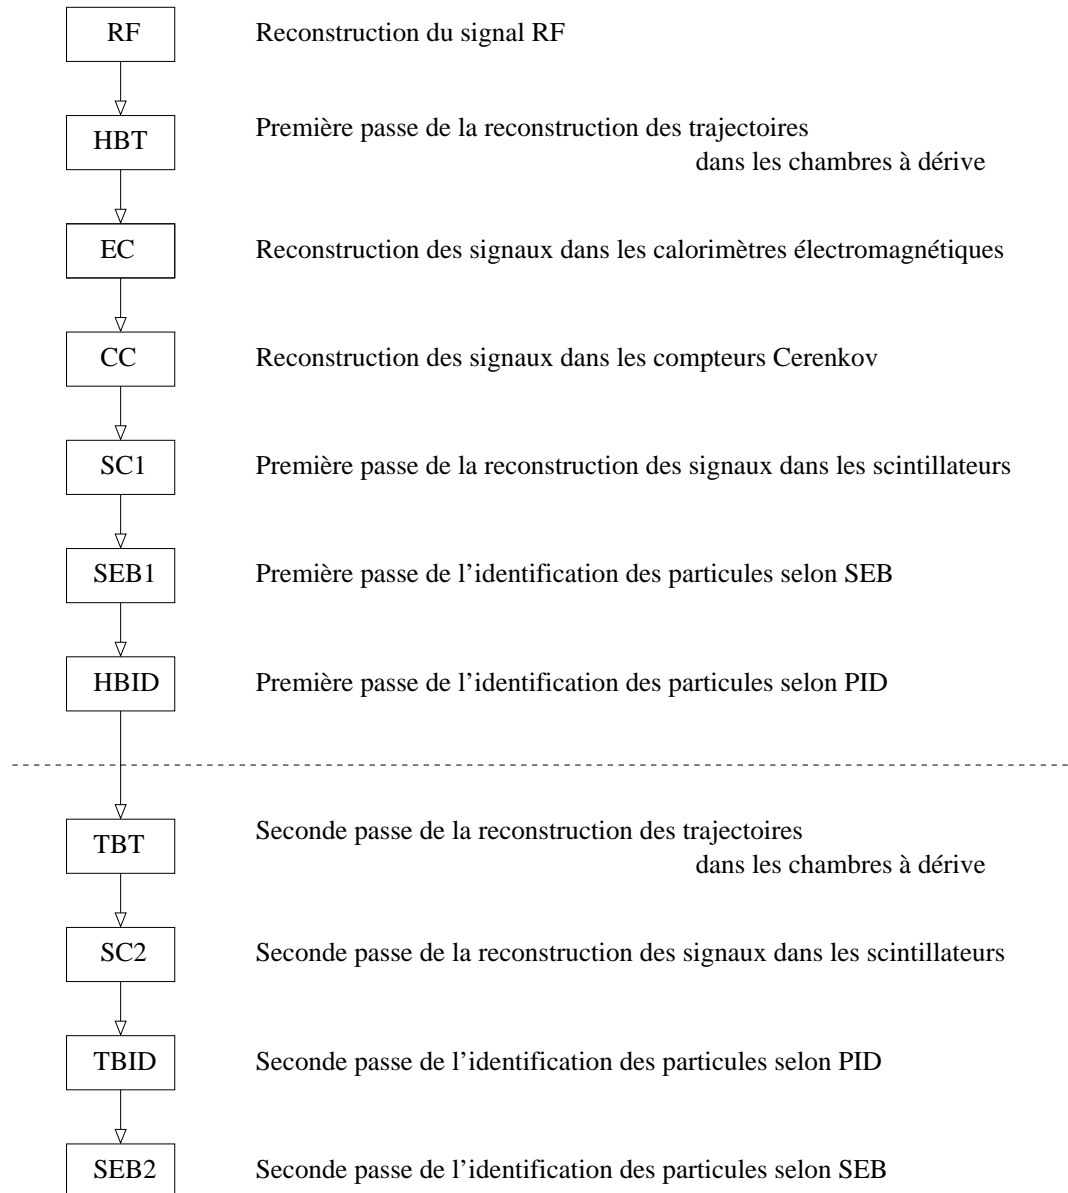 RF Reconstruction du signal RF
HBT Première passe de la reconstruction des trajectoires
dans les chambres à dérive
EC Reconstruction des signaux dans les calorimètres électromagnétiques
CC Reconstruction des signaux dans les compteurs Cerenkov
SC1 Première passe de la reconstruction des signaux dans les scintillateurs
SEB1 Première passe de l’identification des particules selon SEB
HBID Première passe de l’identification des particules selon PID
TBT Seconde passe de la reconstruction des trajectoires
dans les chambres à dérive
SC2 Seconde passe de la reconstruction des signaux dans les scintillateurs
TBID Seconde passe de l’identification des particules selon PID
SEB2 Seconde passe de l’identification des particules selon SEB